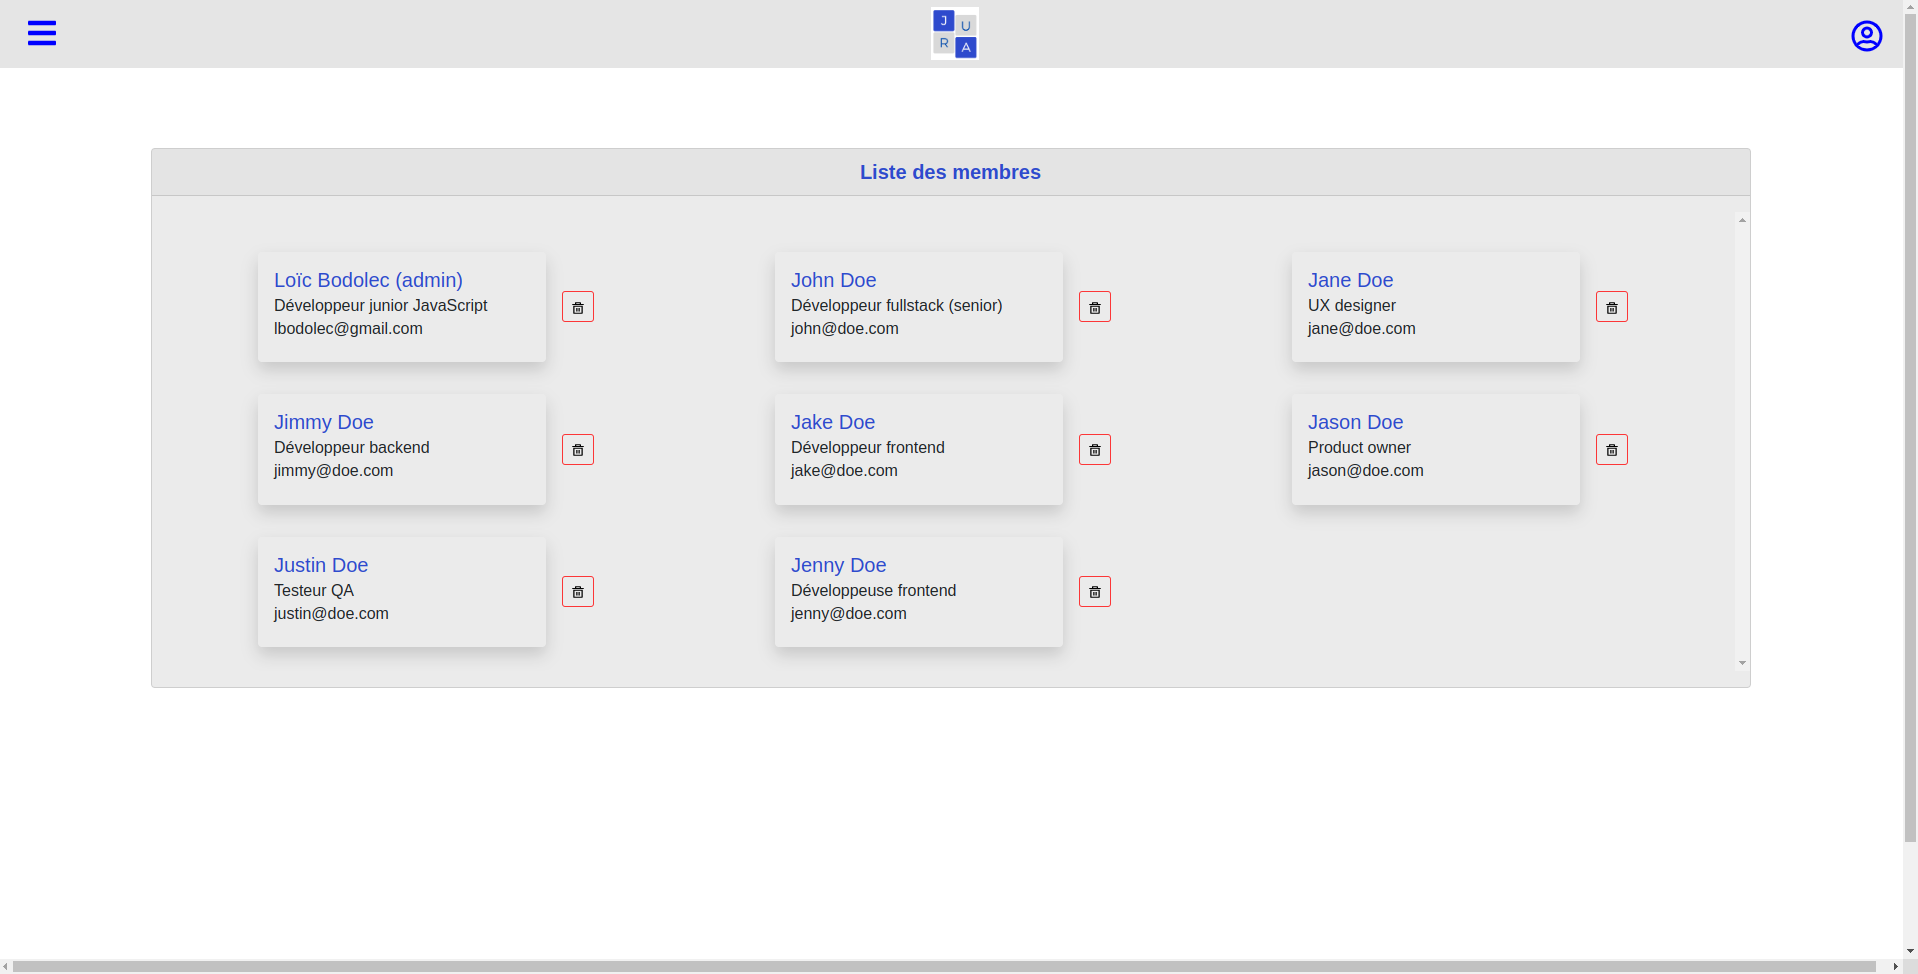 J U
R A
Liste des membres
Loïc Bodolec (admin)
Développeur junior JavaScript
lbodolec@gmail.com
John Doe
Développeur fullstack (senior)
john@doe.com
Jane Doe
UX designer
jane@doe.com
Jimmy Doe
Développeur backend
jimmy@doe.com
Jake Doe
Développeur frontend
jake@doe.com
Jason Doe
Product owner
jason@doe.com
Justin Doe
Testeur QA
justin@doe.com
Jenny Doe
Développeuse frontend
jenny@doe.com